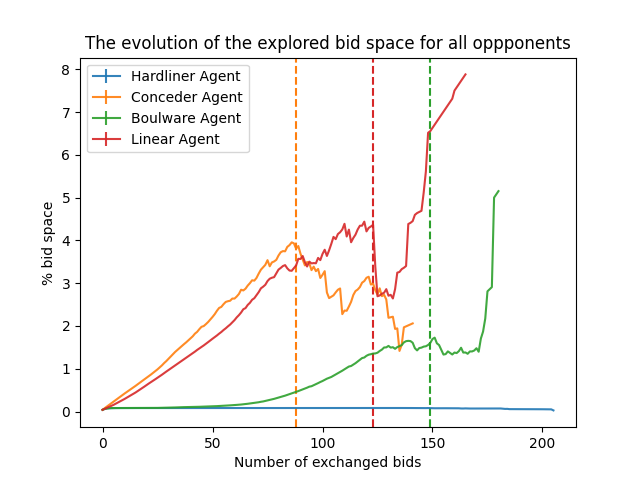 The evolution of the explored bid space for all oppponents
Hardliner Agent
Conceder Agent
Boulware Agent
Linear Agent
% bid space
8
7
6
5
4
3
2
1
0
0 50 100 150 200
Number of exchanged bids